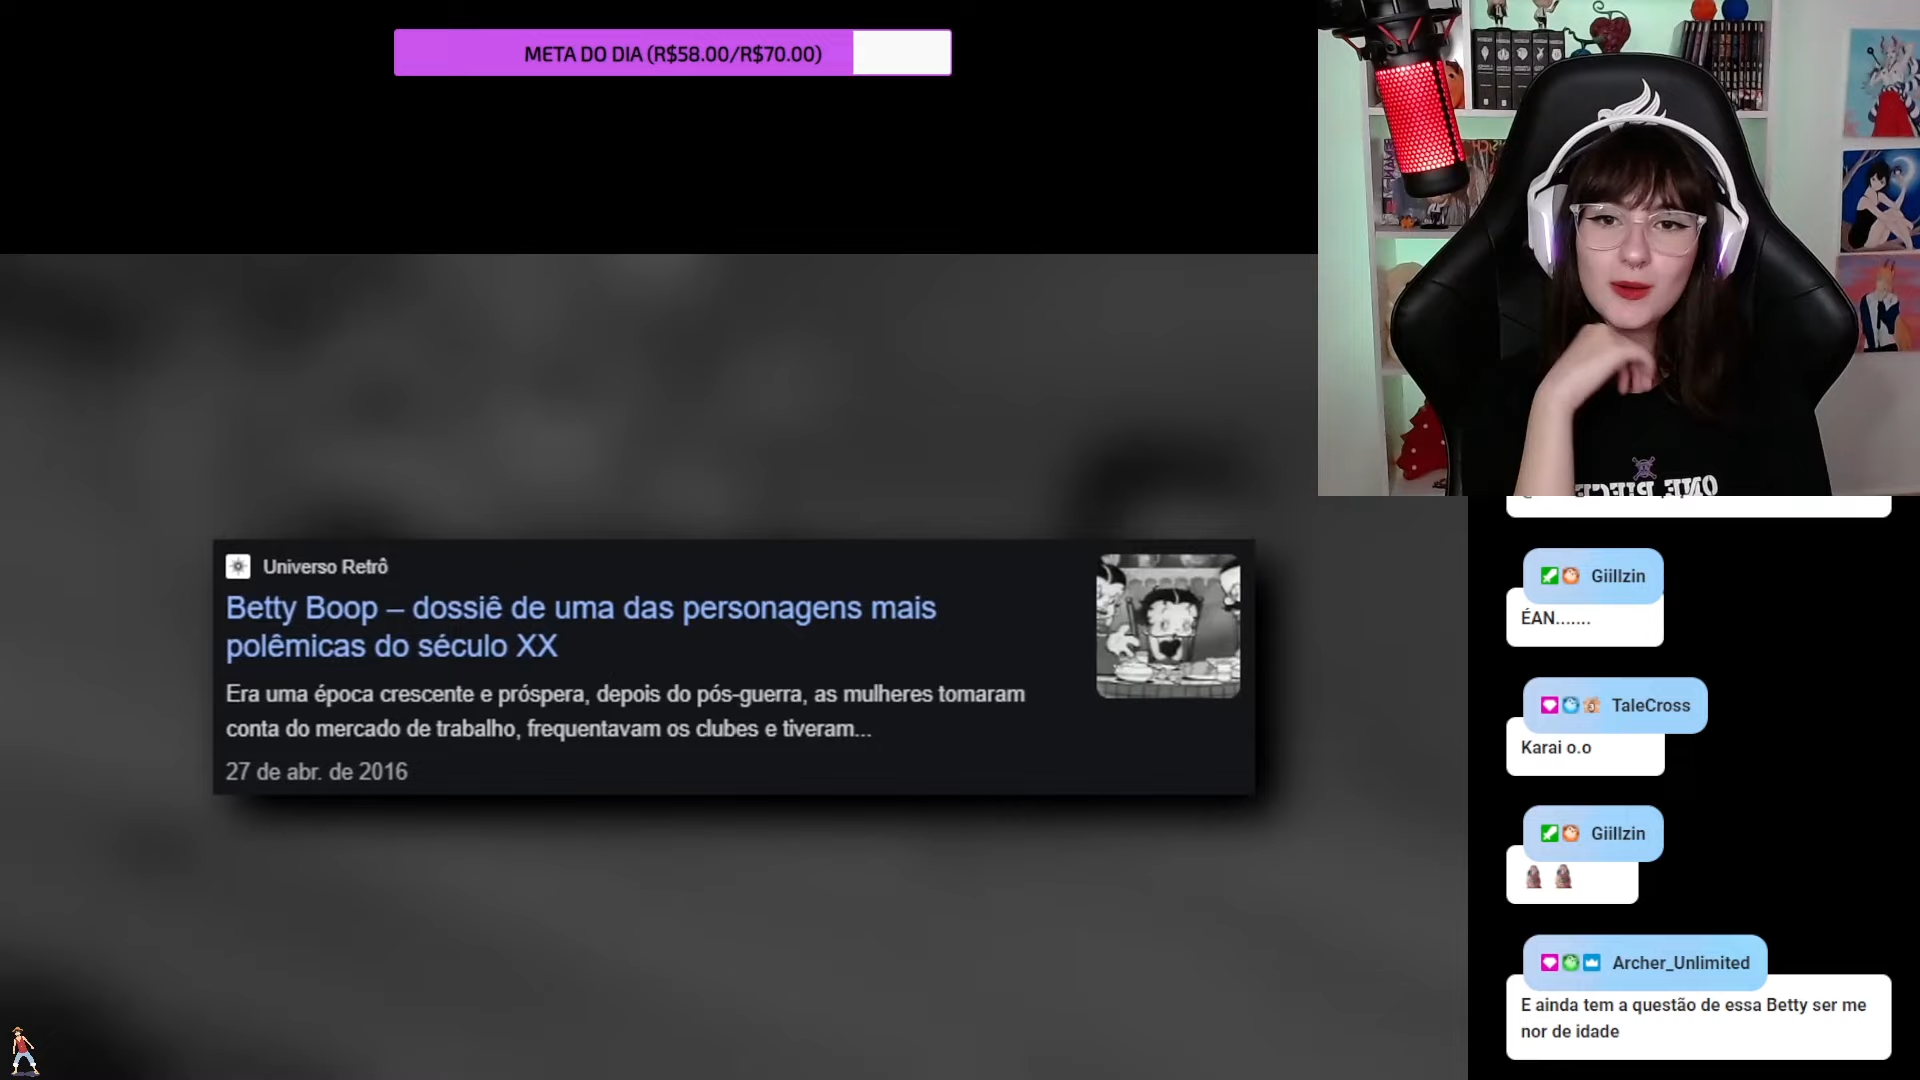 META DO DIA (R$58.00/R$70.00)
Universo Retrô
Betty Boop – dossiê de uma das personagens mais
polêmicas do século XX
Era uma época crescente e próspera, depois do pós-guerra, as mulheres tomaram
conta do mercado de trabalho, frequentavam os clubes e tiveram...
27 de abr. de 2016
ONE PIECE
Giillzin
ÉAN.......
TaleCross
Karai o.o
Giillzin
Archer_Unlimited
E ainda tem a questão de essa Betty ser me
nor de idade